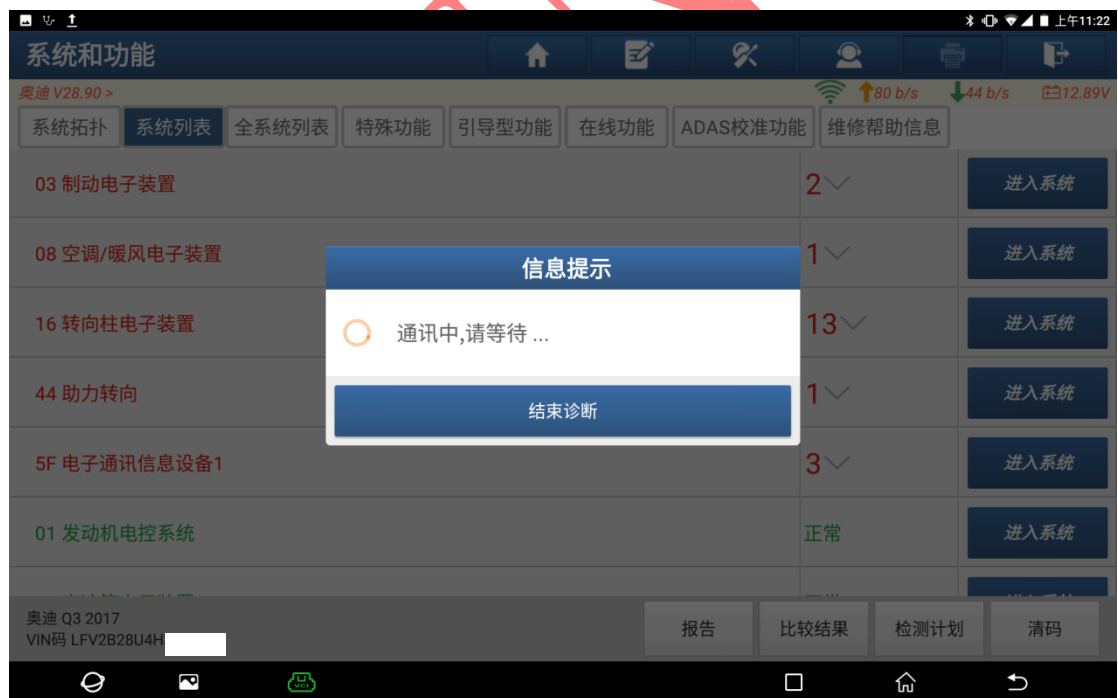 上午11:22
系统和功能
奥迪 V28.90 >
80 b/s 44 b/s 12.89V
系统拓扑 系统列表 全系统列表 特殊功能 引导型功能 在线功能 ADAS校准功能 维修帮助信息
03 制动电子装置 2 进入系统
08 空调/暖风电子装置 1 进入系统
信息提示
16 转向柱电子装置 13 进入系统
通讯中,请等待 ...
44 助力转向 1 进入系统
结束诊断
5F 电子通讯信息设备1 3 进入系统
01 发动机电控系统 正常 进入系统
奥迪 Q3 2017
VIN码 LFV2B28U4H
报告 比较结果 检测计划 清码
VCI